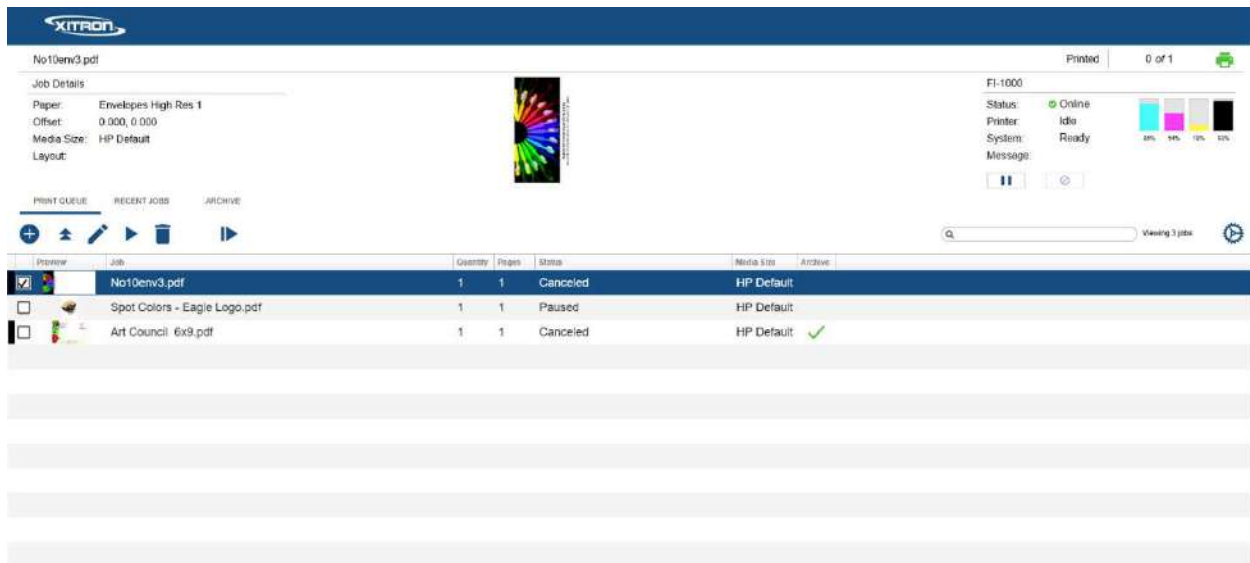 XITRON
No10env3.pdf
Printed 0 of 1
Job Details
Paper: Envelopes High Res 1
Offset: 0.000, 0.000
Media Size: HP Default
Layout:
FI-1000
Status: Online
Printer: Idle
System: Ready
Message:
PRINT QUEUE RECENT JOBS ARCHIVE
Viewing 3 jobs
Preview Job Quantity Pages Status Media Size Archive
No10env3.pdf 1 1 Canceled HP Default
Spot Colors - Eagle Logo.pdf 1 1 Paused HP Default
Art Council 6x9.pdf 1 1 Canceled HP Default